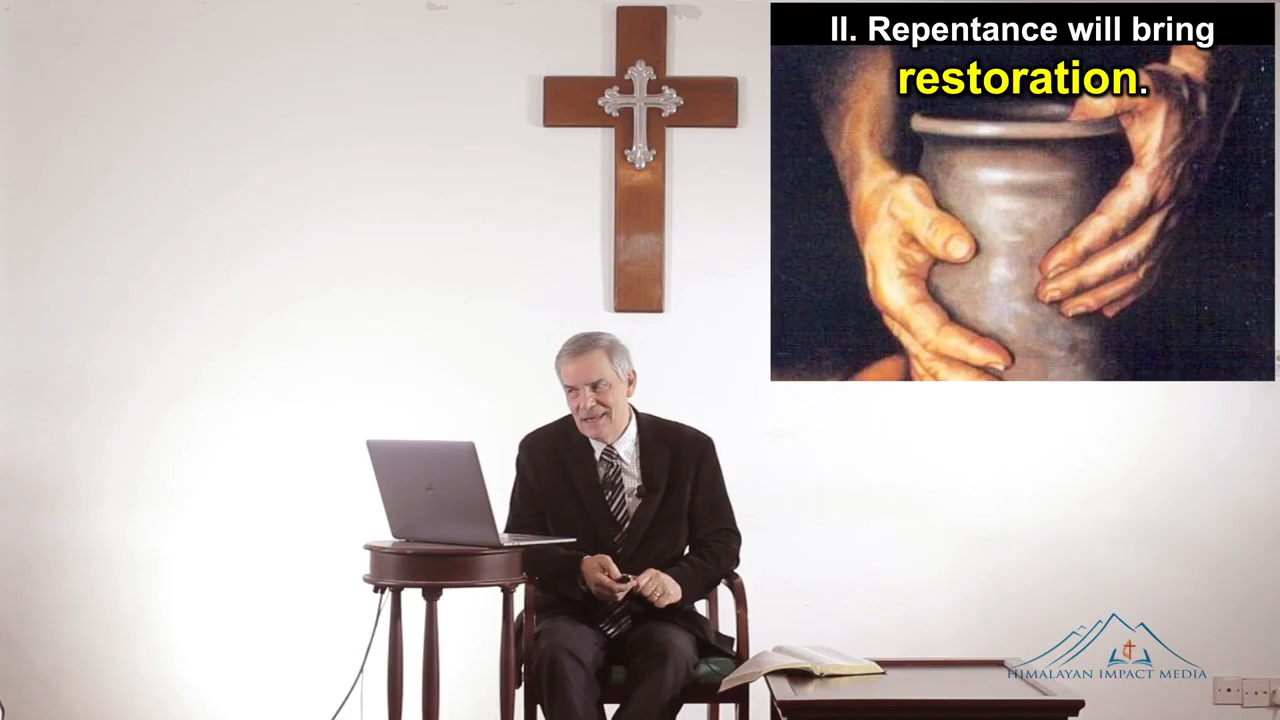 II. Repentance will bring
restoration.
HIMALAYAN IMPACT MEDIA